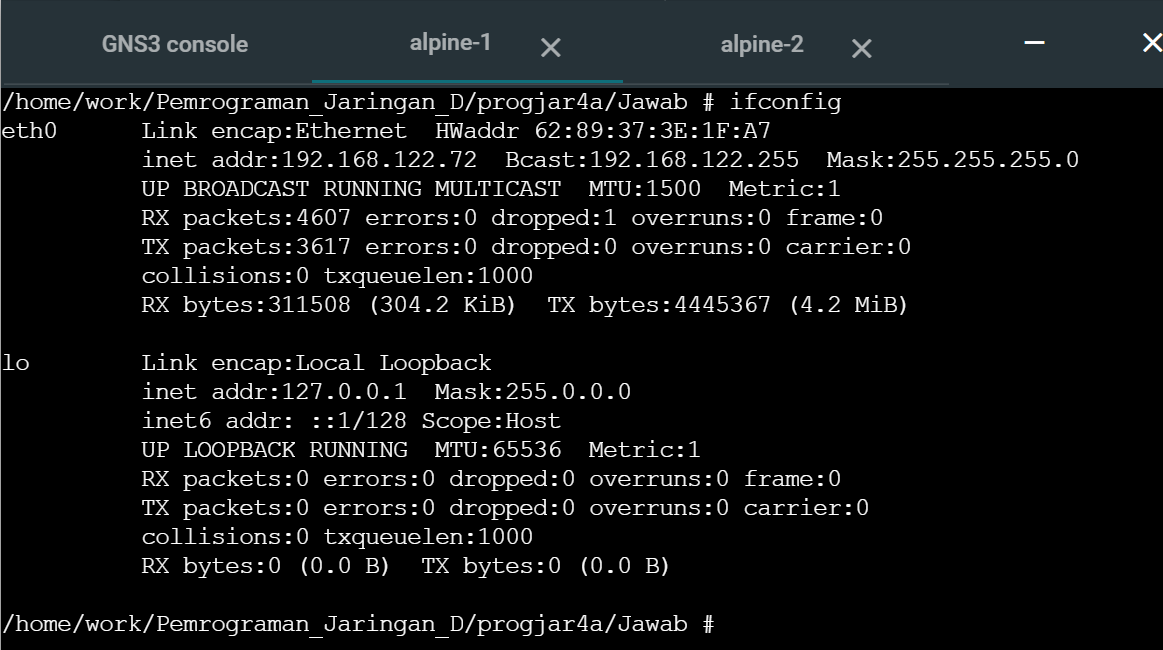 GNS3 console alpine-1 alpine-2
/home/work/Pemrograman_Jaringan_D/progjar4a/Jawab # ifconfig
eth0 Link encap:Ethernet HWaddr 62:89:37:3E:1F:A7
inet addr:192.168.122.72 Bcast:192.168.122.255 Mask:255.255.255.0
UP BROADCAST RUNNING MULTICAST MTU:1500 Metric:1
RX packets:4607 errors:0 dropped:1 overruns:0 frame:0
TX packets:3617 errors:0 dropped:0 overruns:0 carrier:0
collisions:0 txqueuelen:1000
RX bytes:311508 (304.2 KiB) TX bytes:4445367 (4.2 MiB)
lo Link encap:Local Loopback
inet addr:127.0.0.1 Mask:255.0.0.0
inet6 addr: ::1/128 Scope:Host
UP LOOPBACK RUNNING MTU:65536 Metric:1
RX packets:0 errors:0 dropped:0 overruns:0 frame:0
TX packets:0 errors:0 dropped:0 overruns:0 carrier:0
collisions:0 txqueuelen:1000
RX bytes:0 (0.0 B) TX bytes:0 (0.0 B)
/home/work/Pemrograman_Jaringan_D/progjar4a/Jawab #